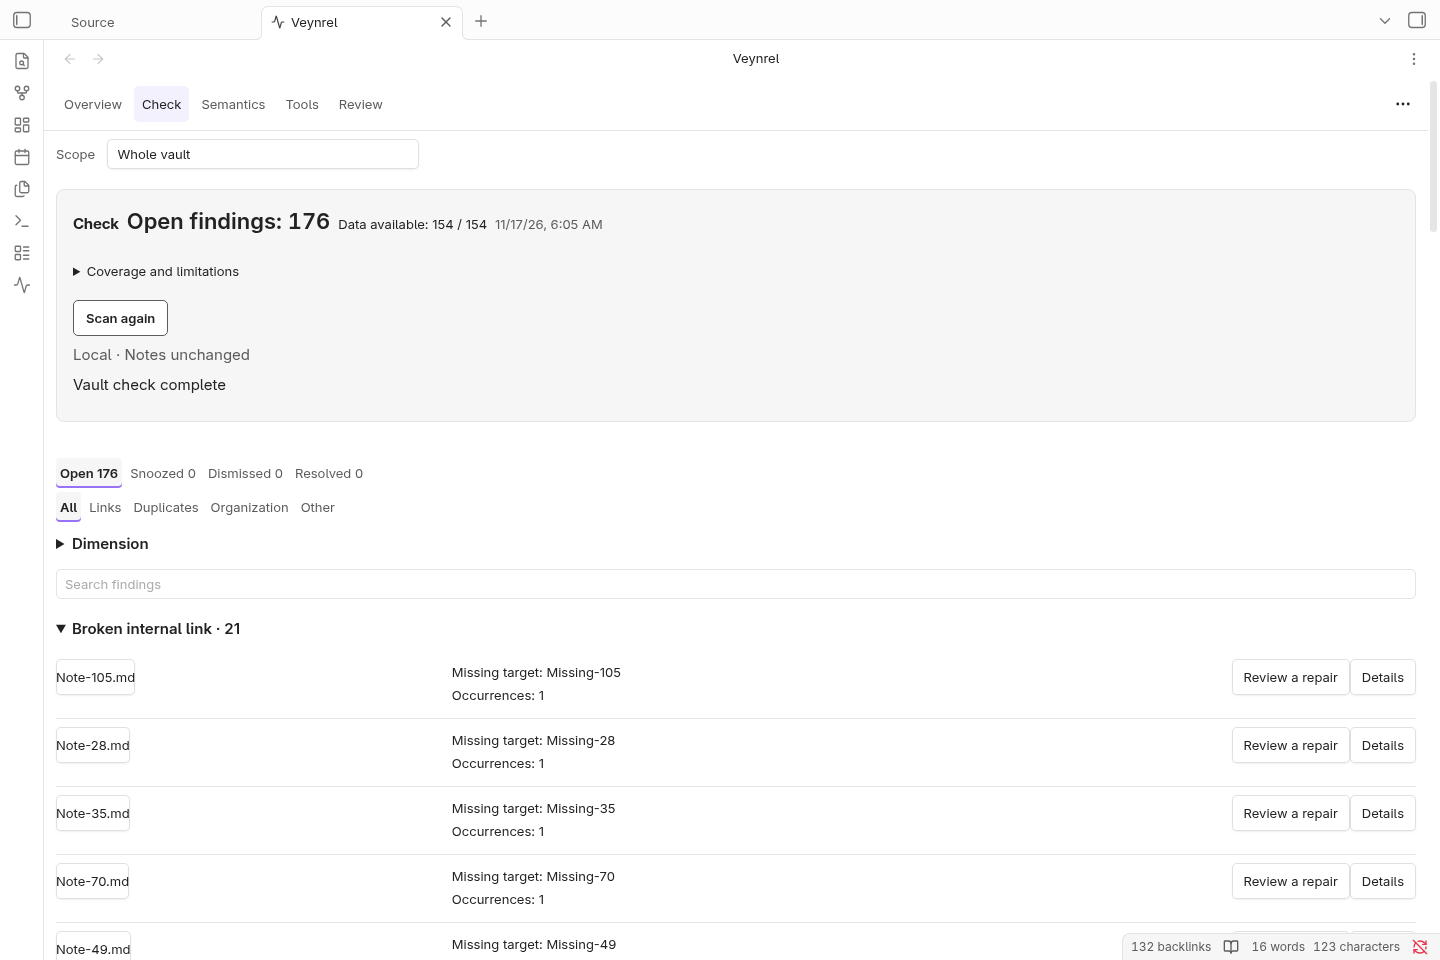 Source
Veynrel
Veynrel
Overview Check Semantics Tools Review
Scope Whole vault
Check Open findings: 176 Data available: 154 / 154 11/17/26, 6:05 AM
Coverage and limitations
Scan again
Local · Notes unchanged
Vault check complete
Open 176 Snoozed 0 Dismissed 0 Resolved 0
All Links Duplicates Organization Other
Dimension
Search findings
Broken internal link · 21
Note-105.md Missing target: Missing-105 Review a repair Details
Occurrences: 1
Note-28.md Missing target: Missing-28 Review a repair Details
Occurrences: 1
Note-35.md Missing target: Missing-35 Review a repair Details
Occurrences: 1
Note-70.md Missing target: Missing-70 Review a repair Details
Occurrences: 1
Note-49.md Missing target: Missing-49
132 backlinks 16 words 123 characters